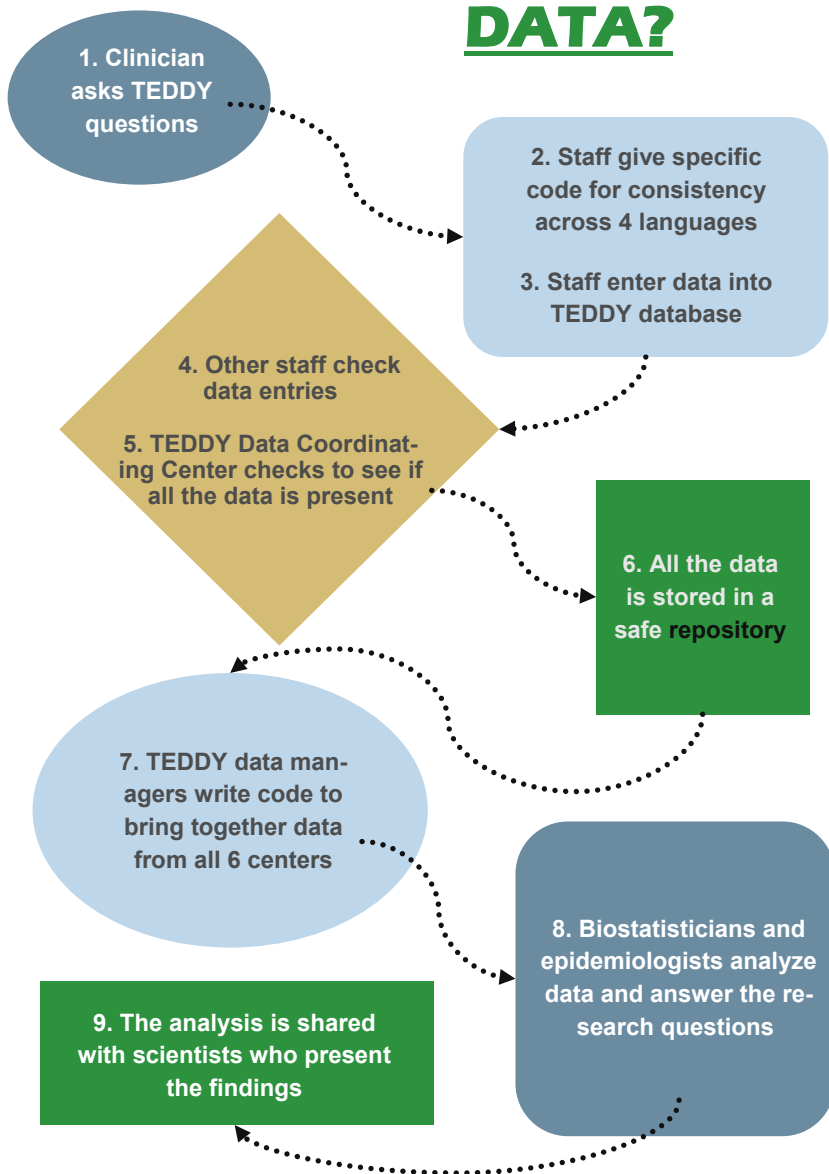 DATA?
1. Clinician
asks TEDDY
questions
2. Staff give specific
code for consistency
across 4 languages
3. Staff enter data into
TEDDY database
4. Other staff check
data entries
5. TEDDY Data Coordinat-
ing Center checks to see if
all the data is present
6. All the data
is stored in a
safe repository
7. TEDDY data man-
agers write code to
bring together data
from all 6 centers
8. Biostatisticians and
epidemiologists analyze
data and answer the re-
search questions
9. The analysis is shared
with scientists who present
the findings